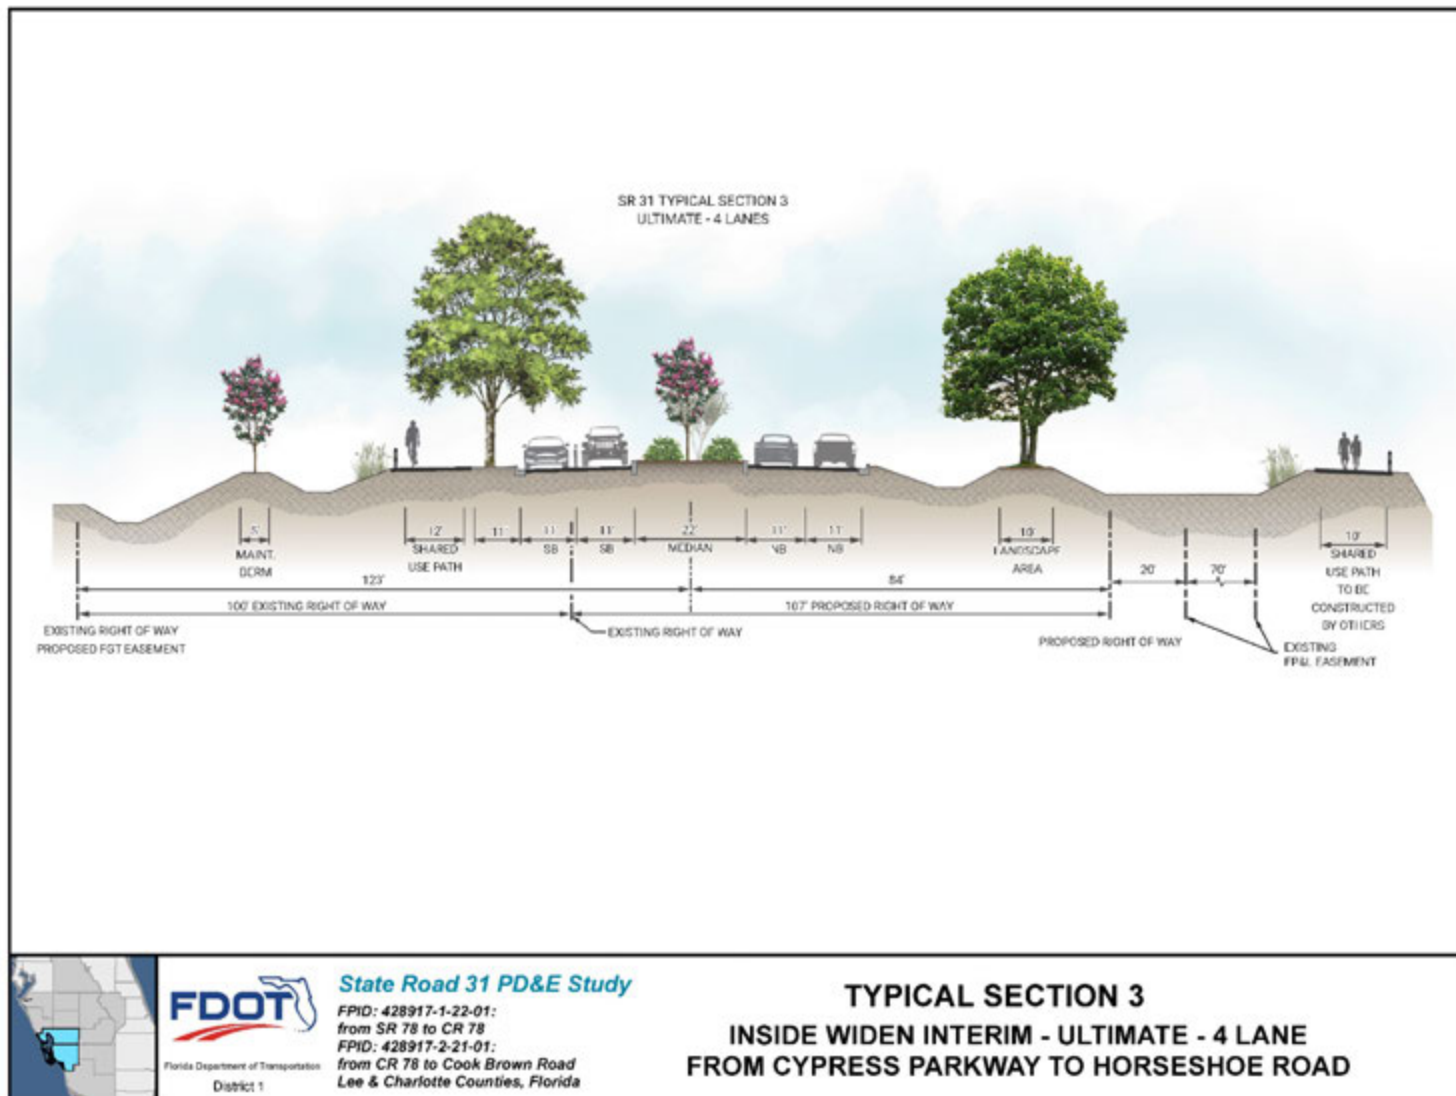 SR 31 TYPICAL SECTION 3
ULTIMATE - 4 LANES
5'
MAINT.
BERM
12'
SHARED
USE PATH
11'
11'
SB
11'
SB
22'
MEDIAN
11'
NB
11'
NB
10'
LANDSCAPE
AREA
20'
70'
10'
SHARED
USE PATH
TO BE
CONSTRUCTED
BY OTHERS
123'
84'
100' EXISTING RIGHT OF WAY
107' PROPOSED RIGHT OF WAY
EXISTING RIGHT OF WAY
PROPOSED FGT EASEMENT
EXISTING RIGHT OF WAY
PROPOSED RIGHT OF WAY
EXISTING
FP&L EASEMENT
FDOT
Florida Department of Transportation
District 1
State Road 31 PD&E Study
FPID: 428917-1-22-01:
from SR 78 to CR 78
FPID: 428917-2-21-01:
from CR 78 to Cook Brown Road
Lee & Charlotte Counties, Florida
TYPICAL SECTION 3
INSIDE WIDEN INTERIM - ULTIMATE - 4 LANE
FROM CYPRESS PARKWAY TO HORSESHOE ROAD